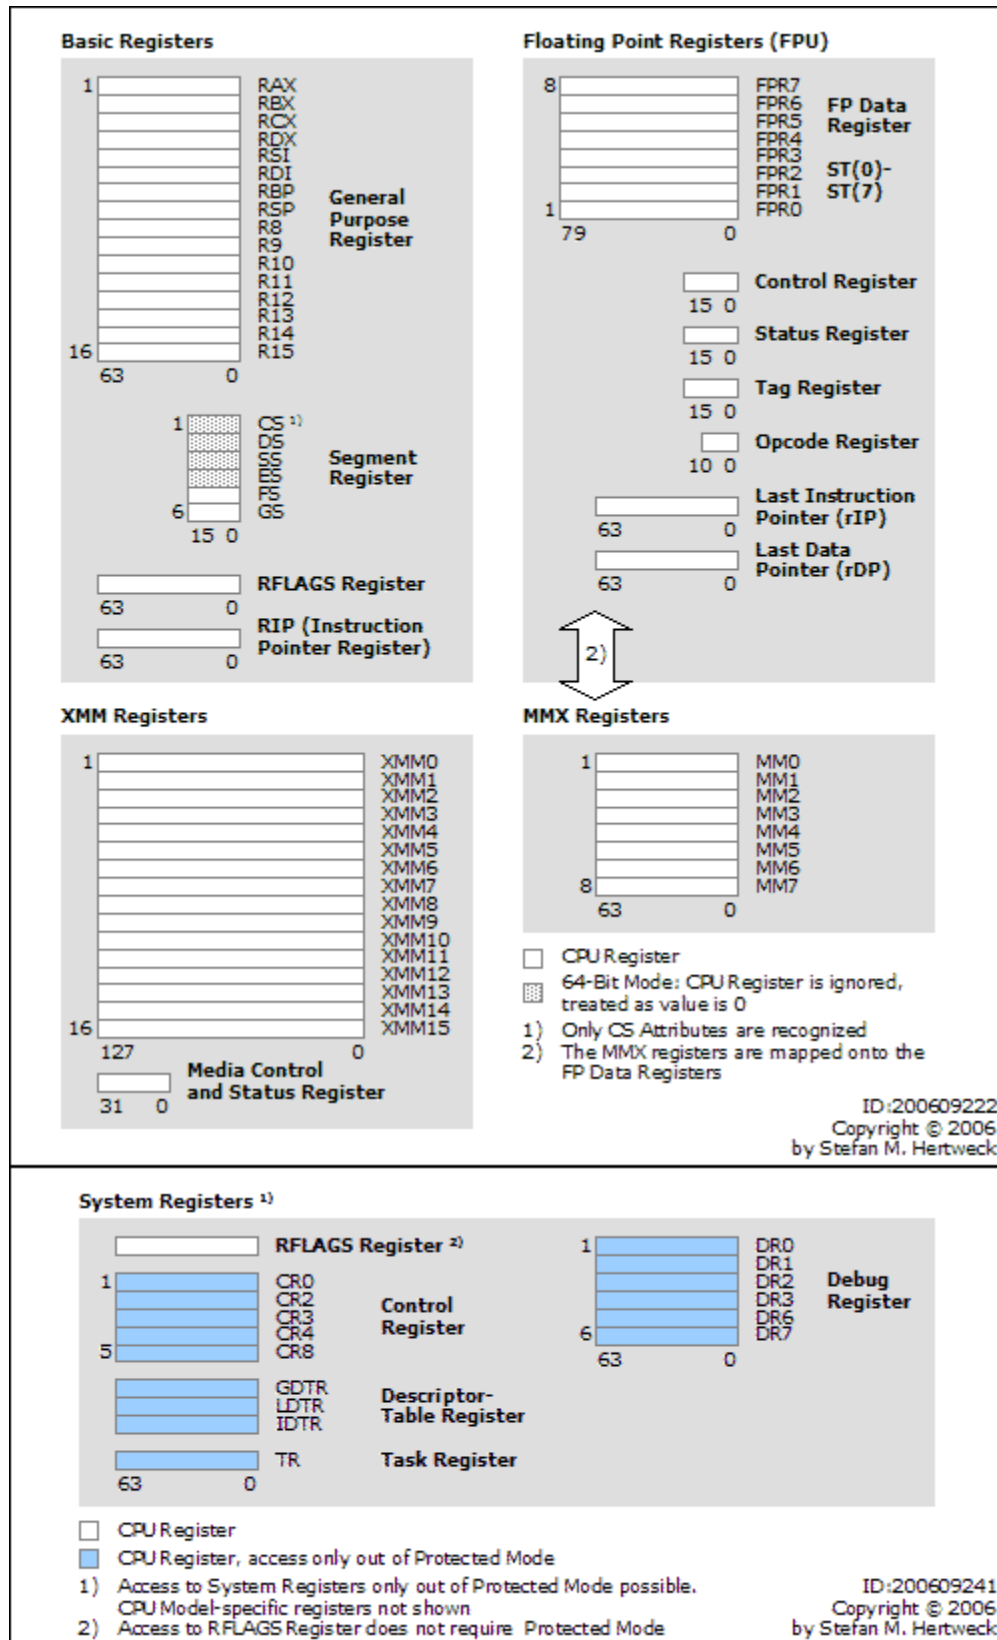 Basic Registers
1
RAX
RBX
RCX
RDX
RSI
RDI
RBP
RSP
R8
R9
R10
R11
R12
R13
R14
16
R15
General
Purpose
Register
63 0
1
CS 1)
DS
SS
ES
FS
6
GS
Segment
Register
15 0
RFLAGS Register
63 0
RIP (Instruction
Pointer Register)
63 0
Floating Point Registers (FPU)
8
FPR7
FPR6
FPR5
FPR4
FPR3
FPR2
FPR1
1
FPR0
FP Data
Register
ST(0)-
ST(7)
79 0
Control Register
15 0
Status Register
15 0
Tag Register
15 0
Opcode Register
10 0
Last Instruction
Pointer (rIP)
63 0
Last Data
Pointer (rDP)
63 0
2)
XMM Registers
1
XMM0
XMM1
XMM2
XMM3
XMM4
XMM5
XMM6
XMM7
XMM8
XMM9
XMM10
XMM11
XMM12
XMM13
XMM14
16
XMM15
127 0
Media Control
and Status Register
31 0
MMX Registers
1
MM0
MM1
MM2
MM3
MM4
MM5
MM6
8
MM7
63 0
CPU Register
64-Bit Mode: CPU Register is ignored,
treated as value is 0
1) Only CS Attributes are recognized
2) The MMX registers are mapped onto the
FP Data Registers
ID:200609222
Copyright © 2006
by Stefan M. Hertweck
System Registers 1)
RFLAGS Register 2)
1
CR0
CR2
CR3
CR4
5
CR8
Control
Register
GDTR
LDTR
IDTR
Descriptor-
Table Register
TR
Task Register
63 0
1
DR0
DR1
DR2
DR3
DR6
6
DR7
Debug
Register
63 0
CPU Register
CPU Register, access only out of Protected Mode
1) Access to System Registers only out of Protected Mode possible.
CPU Model-specific registers not shown
2) Access to RFLAGS Register does not require Protected Mode
ID:200609241
Copyright © 2006
by Stefan M. Hertweck